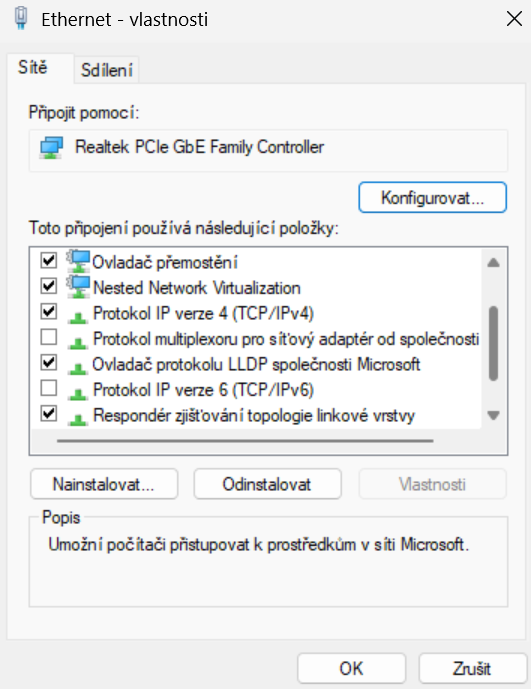 Ethernet - vlastnosti
Sítě
Sdílení
Připojit pomocí:
Realtek PCIe GbE Family Controller
Konfigurovat...
Toto připojení používá následující položky:
Ovladač přemostění
Nested Network Virtualization
Protokol IP verze 4 (TCP/IPv4)
Protokol multiplexoru pro síťový adaptér od společnosti
Ovladač protokolu LLDP společnosti Microsoft
Protokol IP verze 6 (TCP/IPv6)
Respondér zjišťování topologie linkové vrstvy
Nainstalovat...
Odinstalovat
Vlastnosti
Popis
Umožní počítači přistupovat k prostředkům v síti Microsoft.
OK
Zrušit